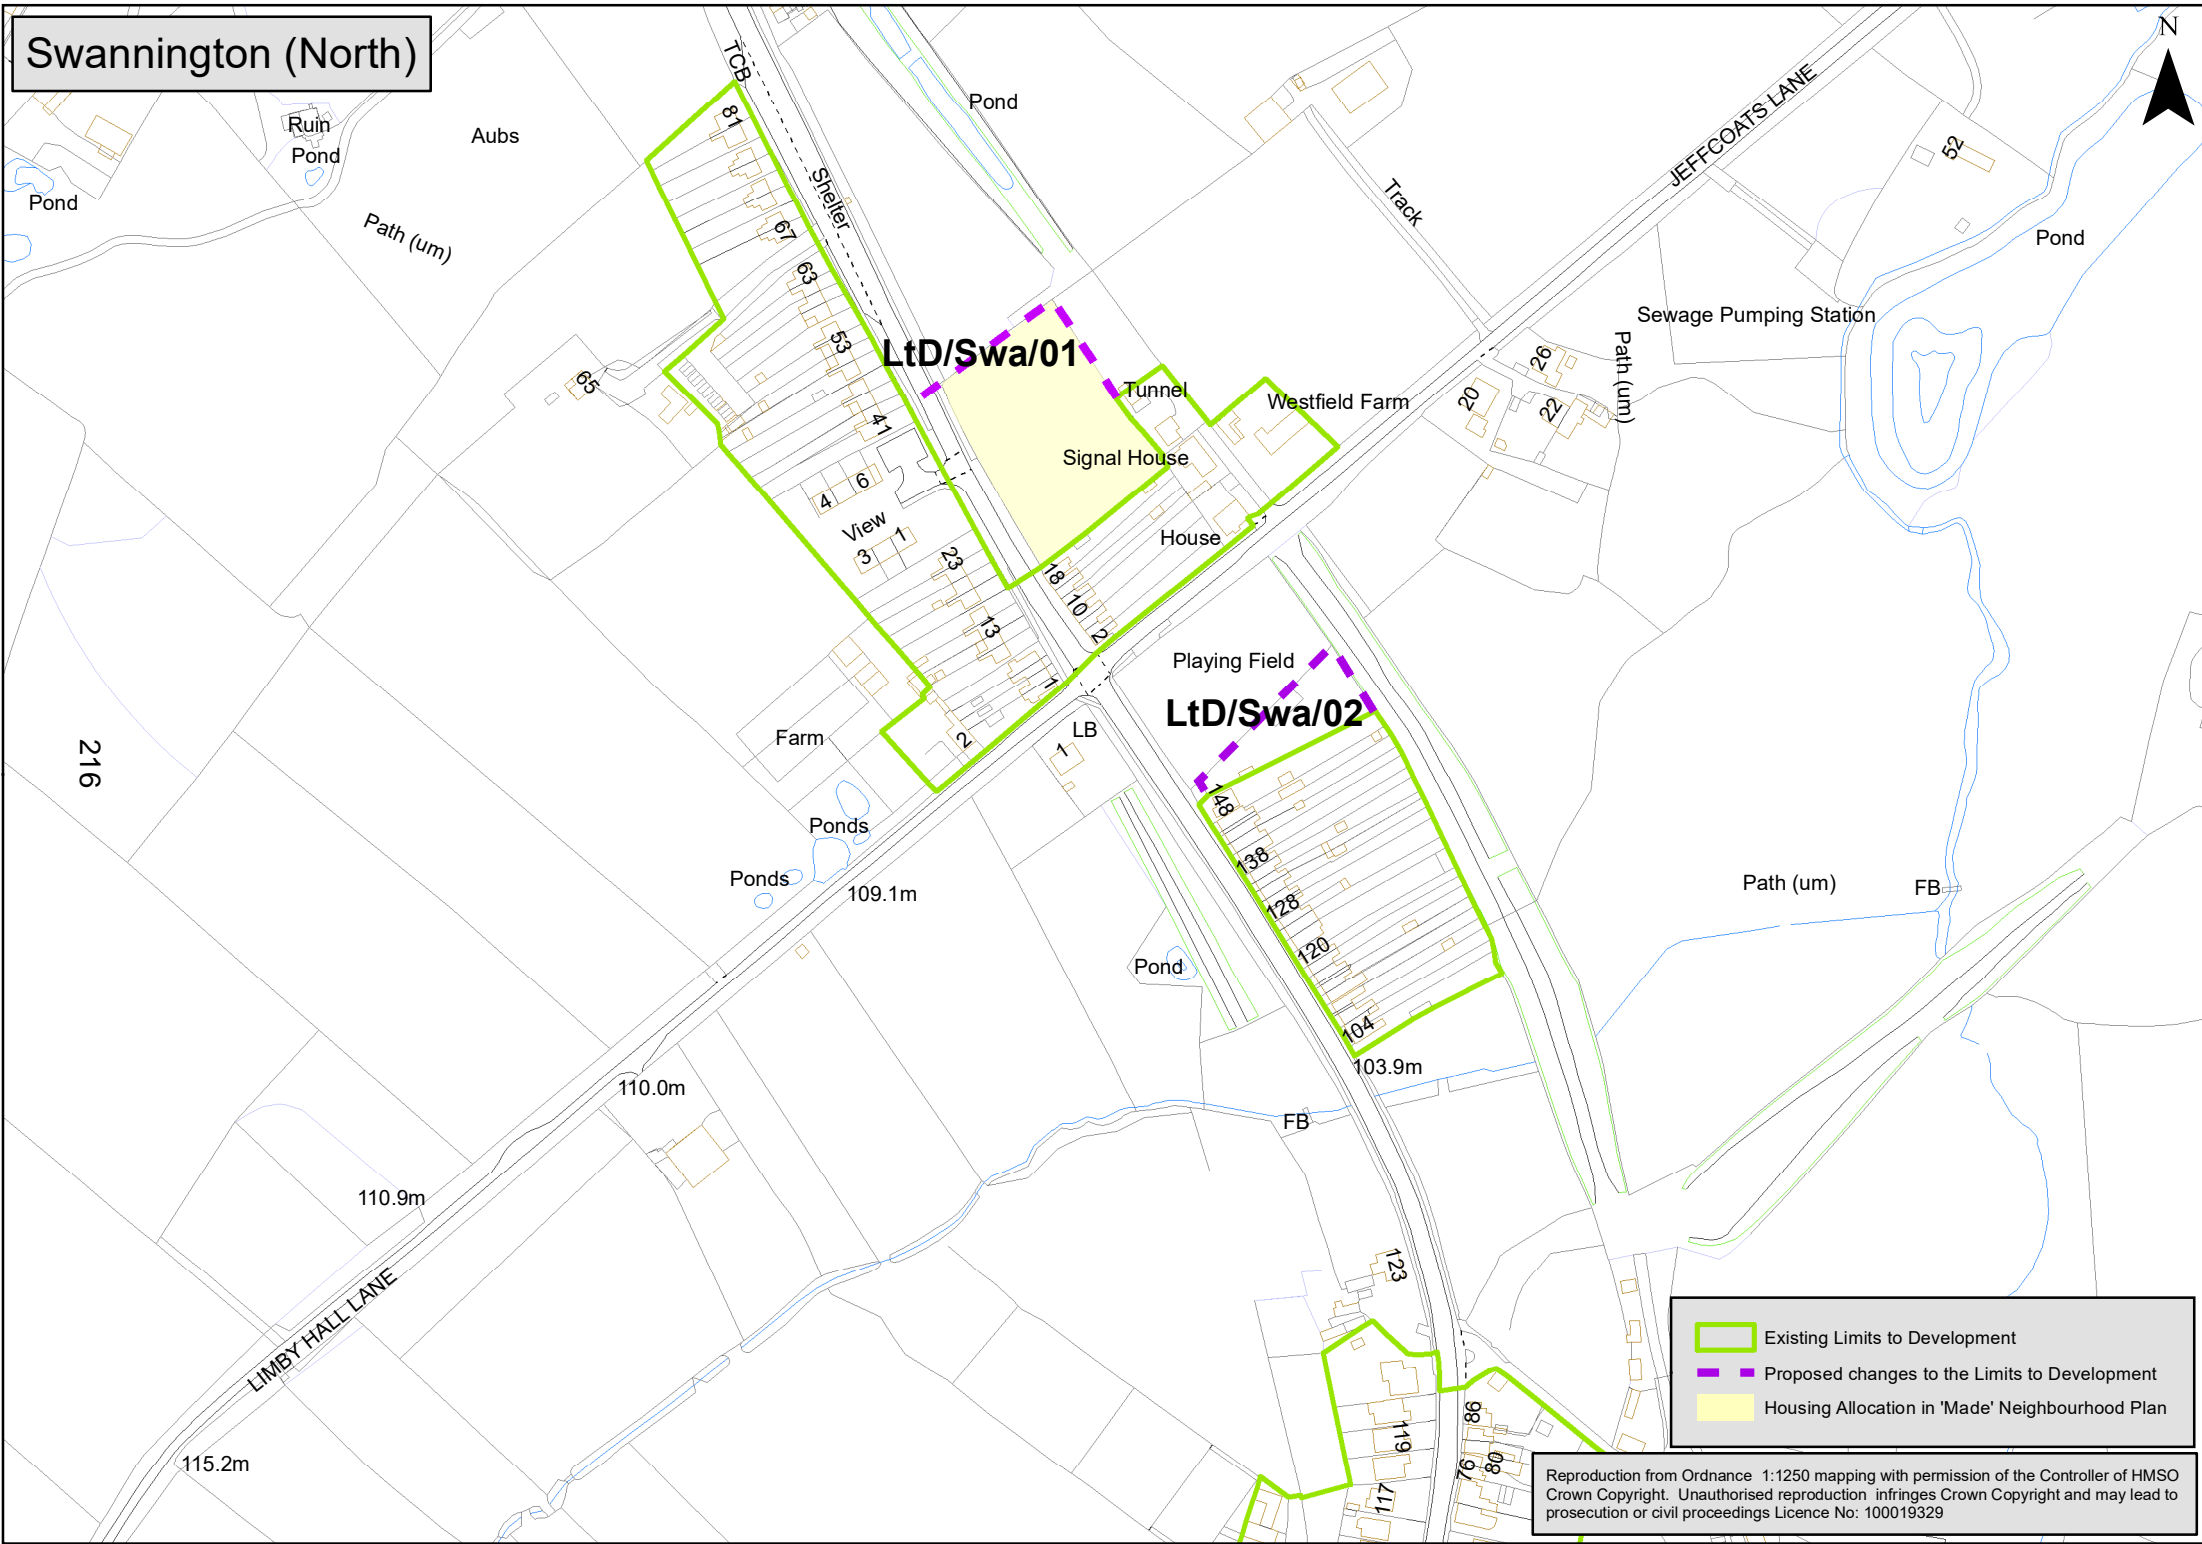 Swannington (North)
N
TCB
Pond
JEFFCOATS LANE
81
Ruin
Aubs
Pond
52
Pond
Shelter
Track
Path (um)
67
Pond
63
Sewage Pumping Station
53
LtD/Swa/01
Path (um)
26
65
Tunnel
Westfield Farm
20
22
41
Signal House
6
4
View
1
3
House
23
18
10
13
2
Playing Field
1
LtD/Swa/02
Farm
2
LB
1
216
148
Ponds
138
Ponds
109.1m
Path (um)
FB
128
120
Pond
104
103.9m
110.0m
FB
110.9m
123
LIMBY HALL LANE
Existing Limits to Development
Proposed changes to the Limits to Development
Housing Allocation in 'Made' Neighbourhood Plan
86
119
115.2m
76
80
117
Reproduction from Ordnance 1:1250 mapping with permission of the Controller of HMSO
Crown Copyright. Unauthorised reproduction infringes Crown Copyright and may lead to
prosecution or civil proceedings Licence No: 100019329